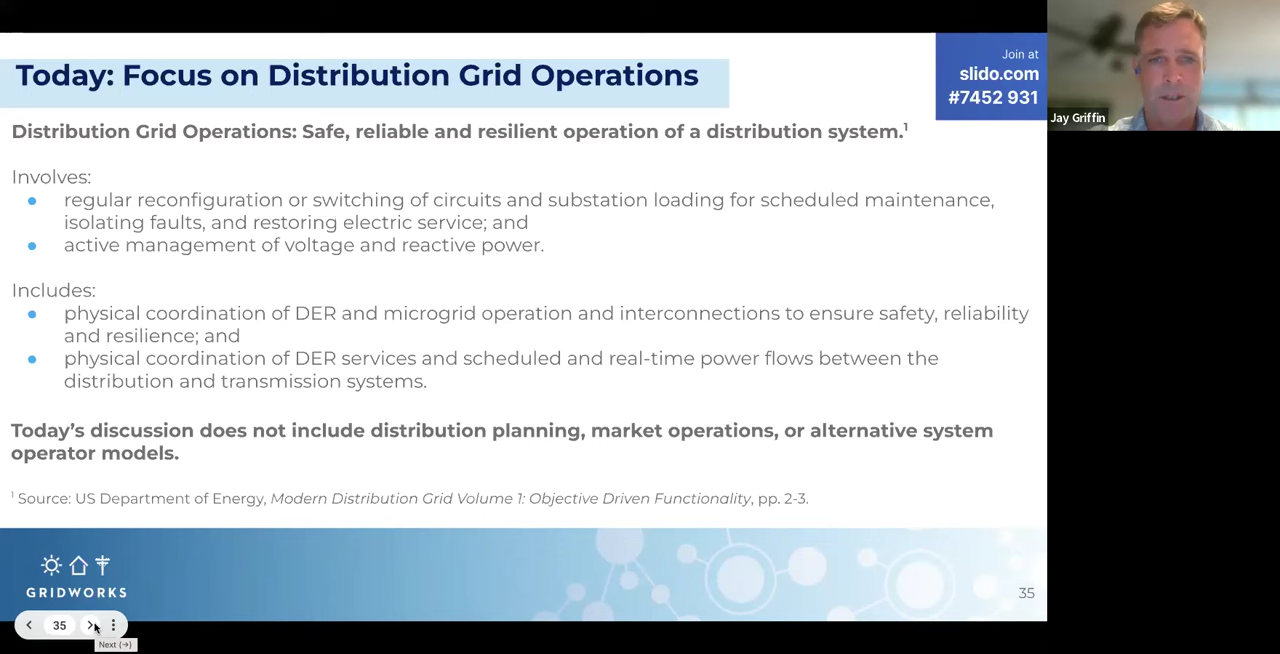 Today: Focus on Distribution Grid Operations
Join at
slido.com
#7452 931
Jay Griffin
Distribution Grid Operations: Safe, reliable and resilient operation of a distribution system.¹
Involves:
● regular reconfiguration or switching of circuits and substation loading for scheduled maintenance,
isolating faults, and restoring electric service; and
● active management of voltage and reactive power.
Includes:
● physical coordination of DER and microgrid operation and interconnections to ensure safety, reliability
and resilience; and
● physical coordination of DER services and scheduled and real-time power flows between the
distribution and transmission systems.
Today’s discussion does not include distribution planning, market operations, or alternative system
operator models.
¹ Source: US Department of Energy, Modern Distribution Grid Volume 1: Objective Driven Functionality, pp. 2-3.
GRIDWORKS
35
35
Next (→)